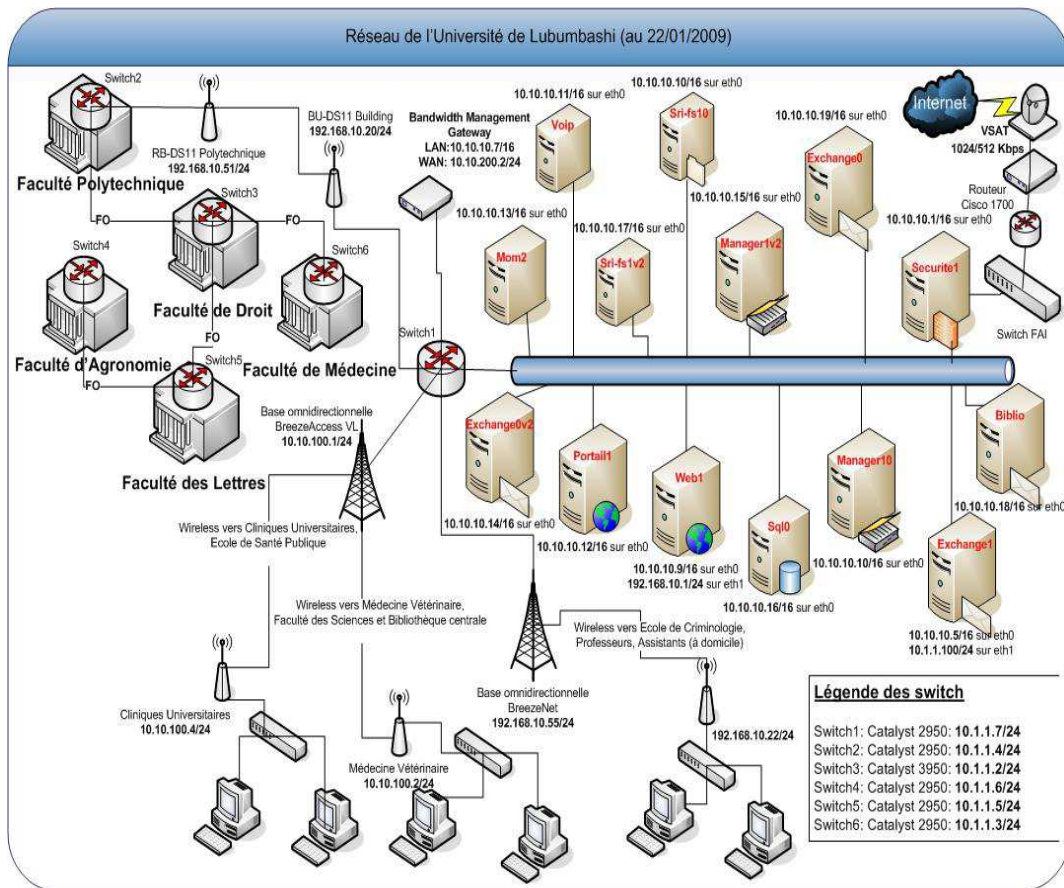 Réseau de l'Université de Lubumbashi (au 22/01/2009)
Switch2
RB-DS11 Polytechnique
192.168.10.51/24
BU-DS11 Building
192.168.10.20/24
Faculté Polytechnique
Bandwidth Management
Gateway
LAN:10.10.10.7/16
WAN: 10.10.200.2/24
10.10.10.11/16 sur eth0
Voip
10.10.10.10/16 sur eth0
Sri-fs10
10.10.10.19/16 sur eth0
Exchange0
Internet
VSAT
1024/512 Kbps
Routeur
Cisco 1700
Switch3
FO
FO
Switch4
Switch6
Faculté de Droit
FO
Faculté d'Agronomie
Switch5
FO
Faculté de Médecine
Faculté des Lettres
Switch1
10.10.10.13/16 sur eth0
Mom2
10.10.10.17/16 sur eth0
Sri-fs1v2
10.10.10.15/16 sur eth0
Manager1v2
10.10.10.1/16 sur eth0
Securite1
Switch FAI
Base omnidirectionnelle
BreezeAccess VL
10.10.100.1/24
Exchange0v2
10.10.10.14/16 sur eth0
Portail1
10.10.10.12/16 sur eth0
Web1
10.10.10.9/16 sur eth0
192.168.10.1/24 sur eth1
Sql0
10.10.10.16/16 sur eth0
Manager10
10.10.10.10/16 sur eth0
Biblio
10.10.10.18/16 sur eth0
Exchange1
10.10.10.5/16 sur eth0
10.1.1.100/24 sur eth1
Wireless vers Cliniques Universitaires,
Ecole de Santé Publique
Wireless vers Médecine Vétérinaire,
Faculté des Sciences et Bibliothèque centrale
Wireless vers Ecole de Criminologie,
Professeurs, Assistants (à domicile)
Base omnidirectionnelle
BreezeNet
192.168.10.55/24
Cliniques Universitaires
10.10.100.4/24
Médecine Vétérinaire
10.10.100.2/24
192.168.10.22/24
Légende des switch
Switch1: Catalyst 2950: 10.1.1.7/24
Switch2: Catalyst 2950: 10.1.1.4/24
Switch3: Catalyst 3950: 10.1.1.2/24
Switch4: Catalyst 2950: 10.1.1.6/24
Switch5: Catalyst 2950: 10.1.1.5/24
Switch6: Catalyst 2950: 10.1.1.3/24